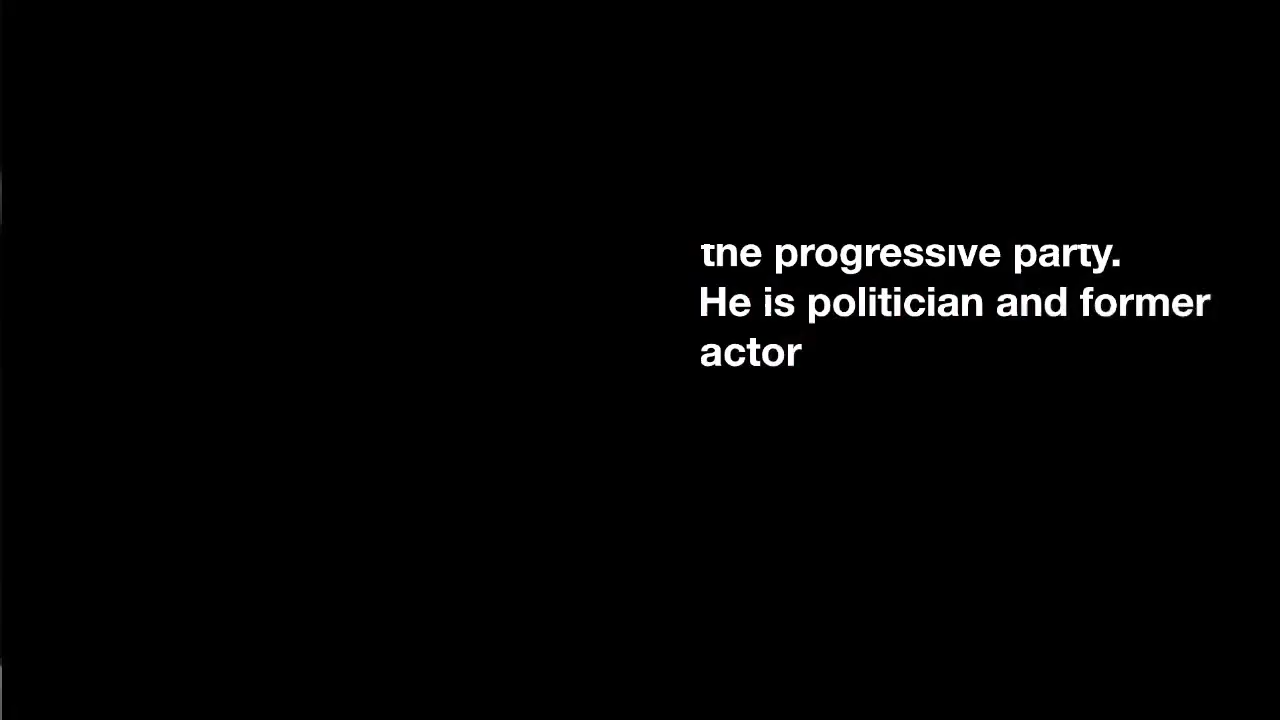 the progressive party.
He is politician and former
actor